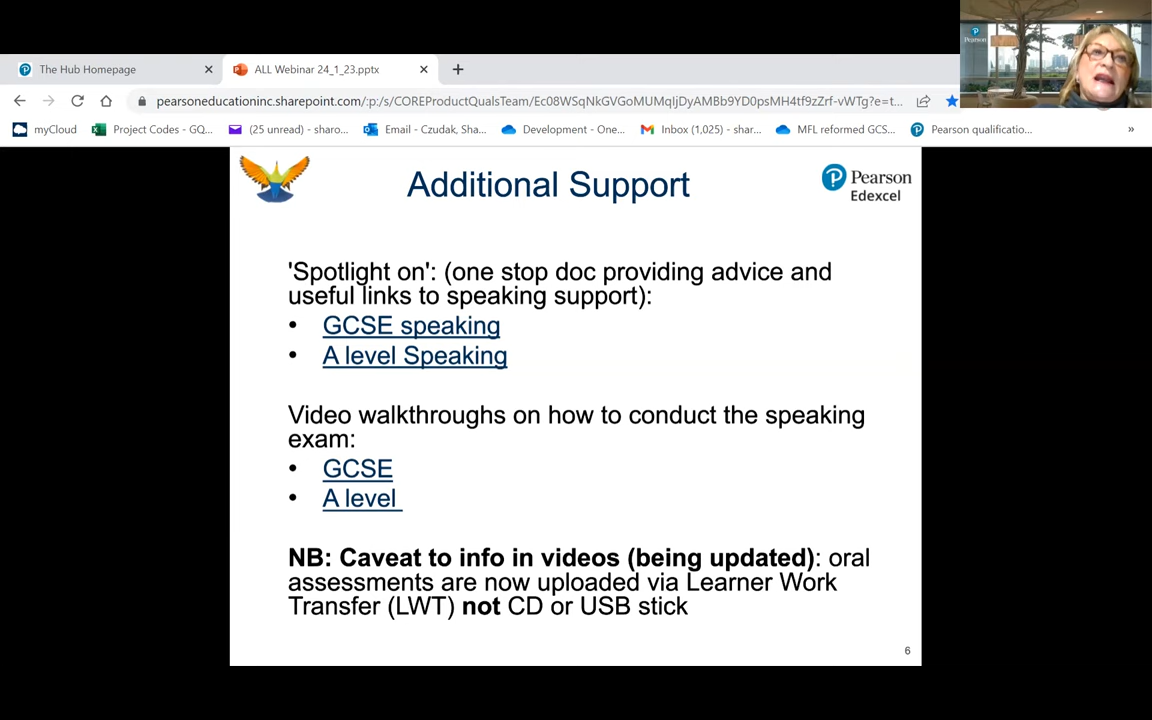 Pearson
The Hub Homepage
ALL Webinar 24_1_23.pptx
pearsoneducationinc.sharepoint.com/:p:/s/COREProductQualsTeam/Ec08WSqNkGVGoMUMqIjDyAMBb9YD0psMH4tf9zZrf-vWTg?e=t...
myCloud
Project Codes - GQ...
(25 unread) - sharo...
Email - Czudak, Sha...
Development - One...
Inbox (1,025) - shar...
MFL reformed GCS...
Pearson qualificatio...
»
Additional Support
Pearson
Edexcel
'Spotlight on': (one stop doc providing advice and
useful links to speaking support):
• GCSE speaking
• A level Speaking
Video walkthroughs on how to conduct the speaking
exam:
• GCSE
• A level
NB: Caveat to info in videos (being updated): oral
assessments are now uploaded via Learner Work
Transfer (LWT) not CD or USB stick
6